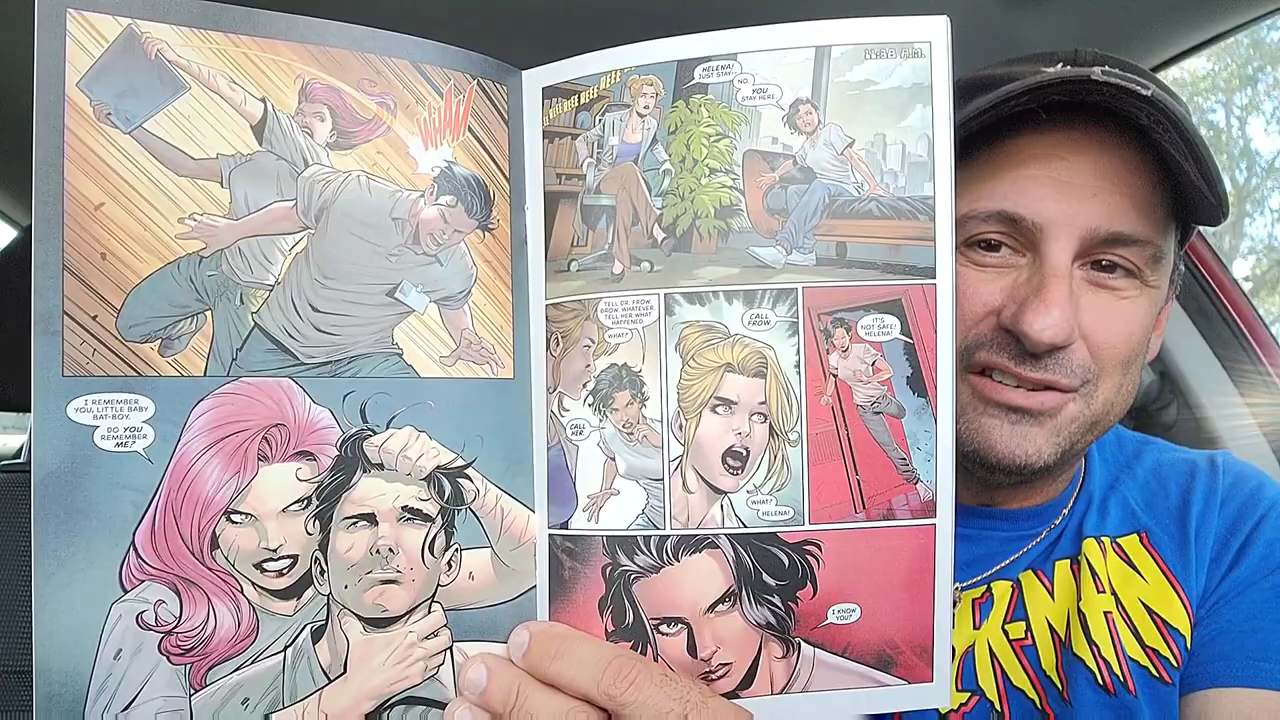 WHAM
I REMEMBER
YOU, LITTLE BABY
BAT-BOY.
DO YOU
REMEMBER
ME?
11:48 A.M.
BEEE BEEE BEEE BEEE
HELENA!
JUST STAY--
NO.
YOU
STAY HERE.
TELL DR. FROW.
BROW. WHATEVER.
TELL HER WHAT
HAPPENED.
WHAT?
CALL
HER.
CALL
FROW.
WHAT?
HELENA!
IT'S
NOT SAFE!
HELENA!
I KNOW
YOU?
R-MAN